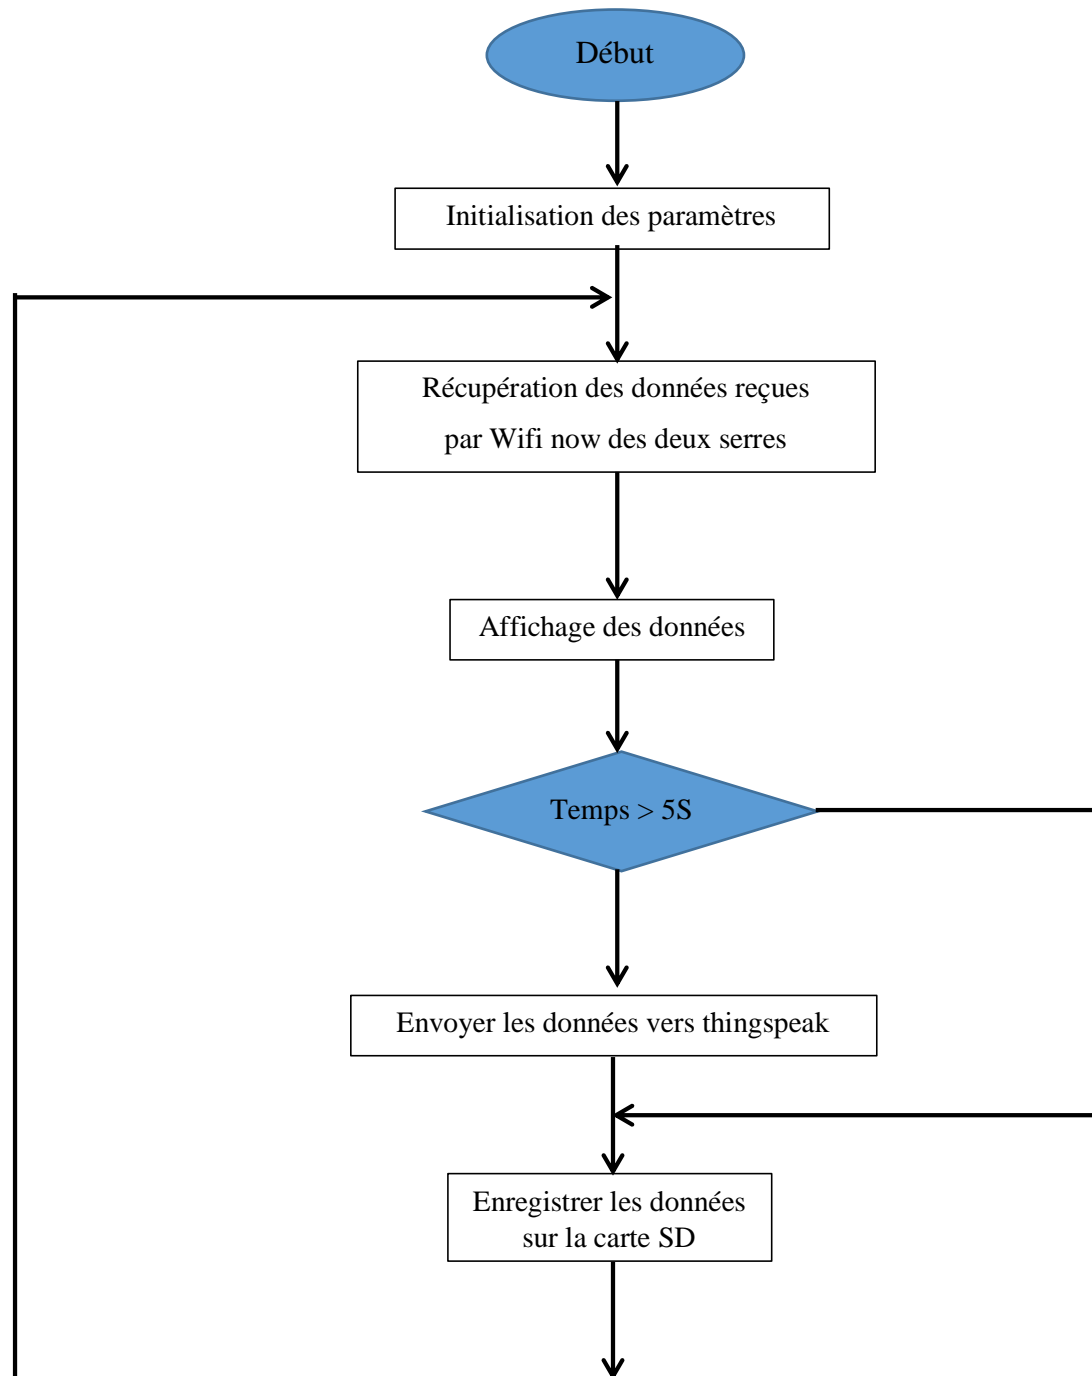 Début
Initialisation des paramètres
Récupération des données reçues
par Wifi now des deux serres
Affichage des données
Temps > 5S
Envoyer les données vers thingspeak
Enregistrer les données
sur la carte SD